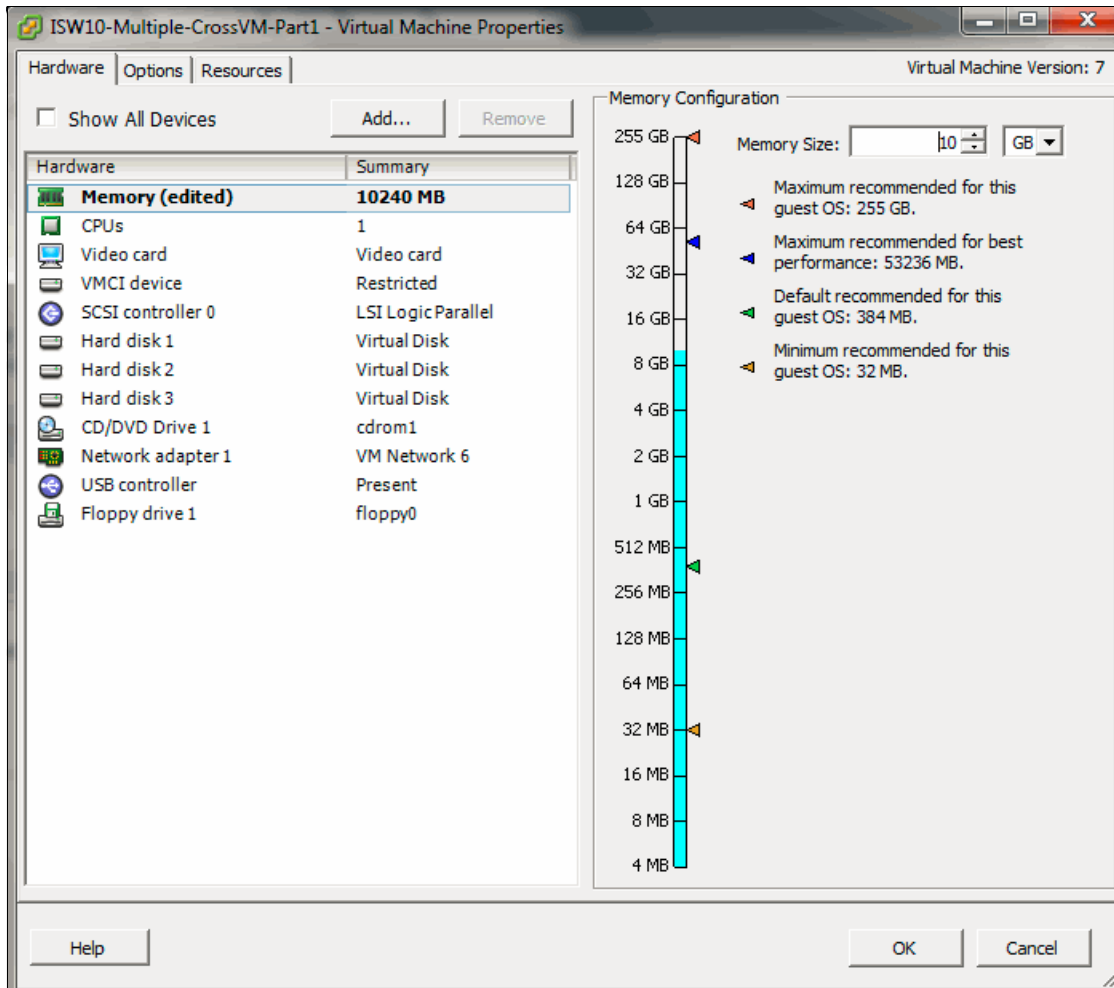 ISW10-Multiple-CrossVM-Part1 - Virtual Machine Properties
Hardware Options Resources
Virtual Machine Version: 7
Show All Devices
Add...
Remove
Hardware Summary
Memory (edited) 10240 MB
CPUs 1
Video card Video card
VMCI device Restricted
SCSI controller 0 LSI Logic Parallel
Hard disk 1 Virtual Disk
Hard disk 2 Virtual Disk
Hard disk 3 Virtual Disk
CD/DVD Drive 1 cdrom1
Network adapter 1 VM Network 6
USB controller Present
Floppy drive 1 floppy0
Memory Configuration
255 GB
128 GB
64 GB
32 GB
16 GB
8 GB
4 GB
2 GB
1 GB
512 MB
256 MB
128 MB
64 MB
32 MB
16 MB
8 MB
4 MB
Memory Size: 10 GB
Maximum recommended for this
guest OS: 255 GB.
Maximum recommended for best
performance: 53236 MB.
Default recommended for this
guest OS: 384 MB.
Minimum recommended for this
guest OS: 32 MB.
Help
OK
Cancel